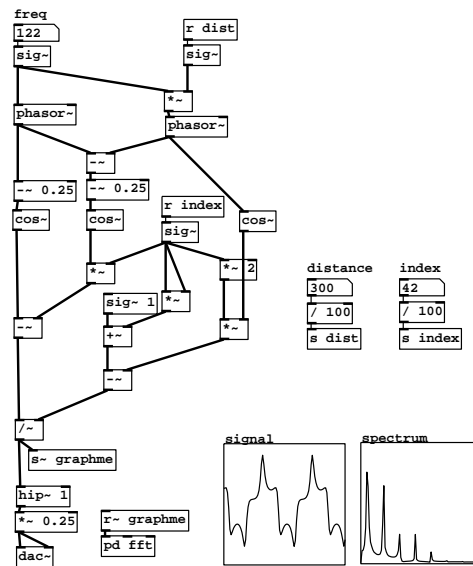 freq
122
r dist
sig~
sig~
*~
phasor~
phasor~
-~
-~ 0.25
-~ 0.25
r index
cos~
cos~
cos~
sig~
*~
*~ 2
distance
index
sig~ 1
*~
300
42
-~
+~
*~
/ 100
/ 100
s dist
s index
-~
/~
signal
spectrum
s~ graphme
hip~ 1
*~ 0.25
r~ graphme
dac~
pd fft